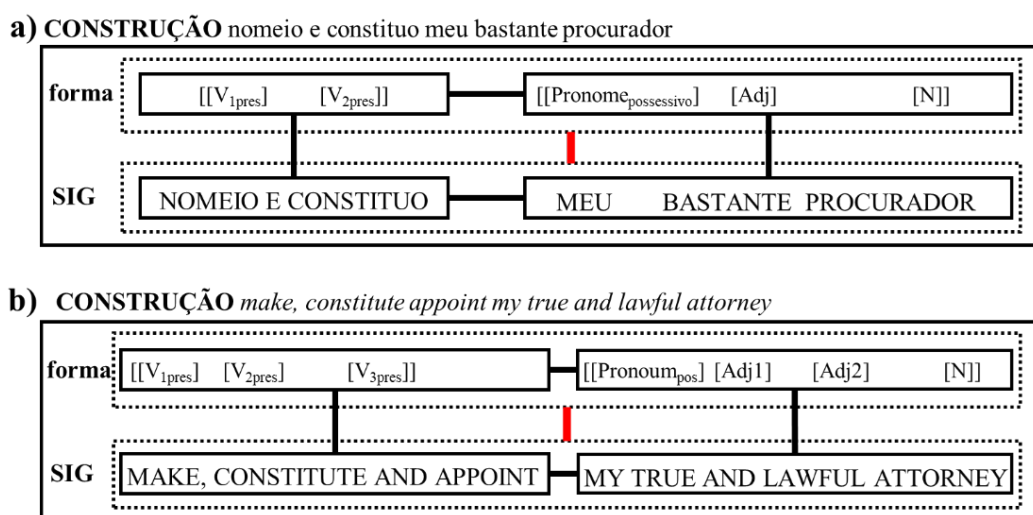 a) CONSTRUÇÃO nomeio e constituo meu bastante procurador
forma [[V1pres] [V2pres]] [[Pronomepossessivo] [Adj] [N]]
SIG NOMEIO E CONSTITUO MEU BASTANTE PROCURADOR
b) CONSTRUÇÃO make, constitute appoint my true and lawful attorney
forma [[V1pres] [V2pres] [V3pres]] [[Pronoumpos] [Adj1] [Adj2] [N]]
SIG MAKE, CONSTITUTE AND APPOINT MY TRUE AND LAWFUL ATTORNEY